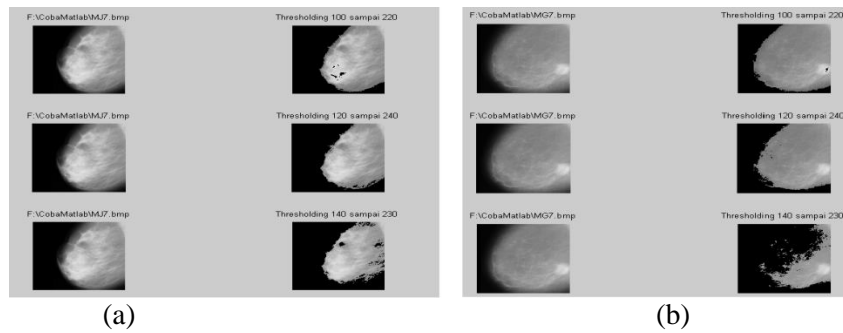 F:\CobaMatlab\MJ7.bmp
Thresholding 100 sampai 220
F:\CobaMatlab\MJ7.bmp
Thresholding 120 sampai 240
F:\CobaMatlab\MJ7.bmp
Thresholding 140 sampai 230
(a)
F:\CobaMatlab\MG7.bmp
Thresholding 100 sampai 220
F:\CobaMatlab\MG7.bmp
Thresholding 120 sampai 240
F:\CobaMatlab\MG7.bmp
Thresholding 140 sampai 230
(b)